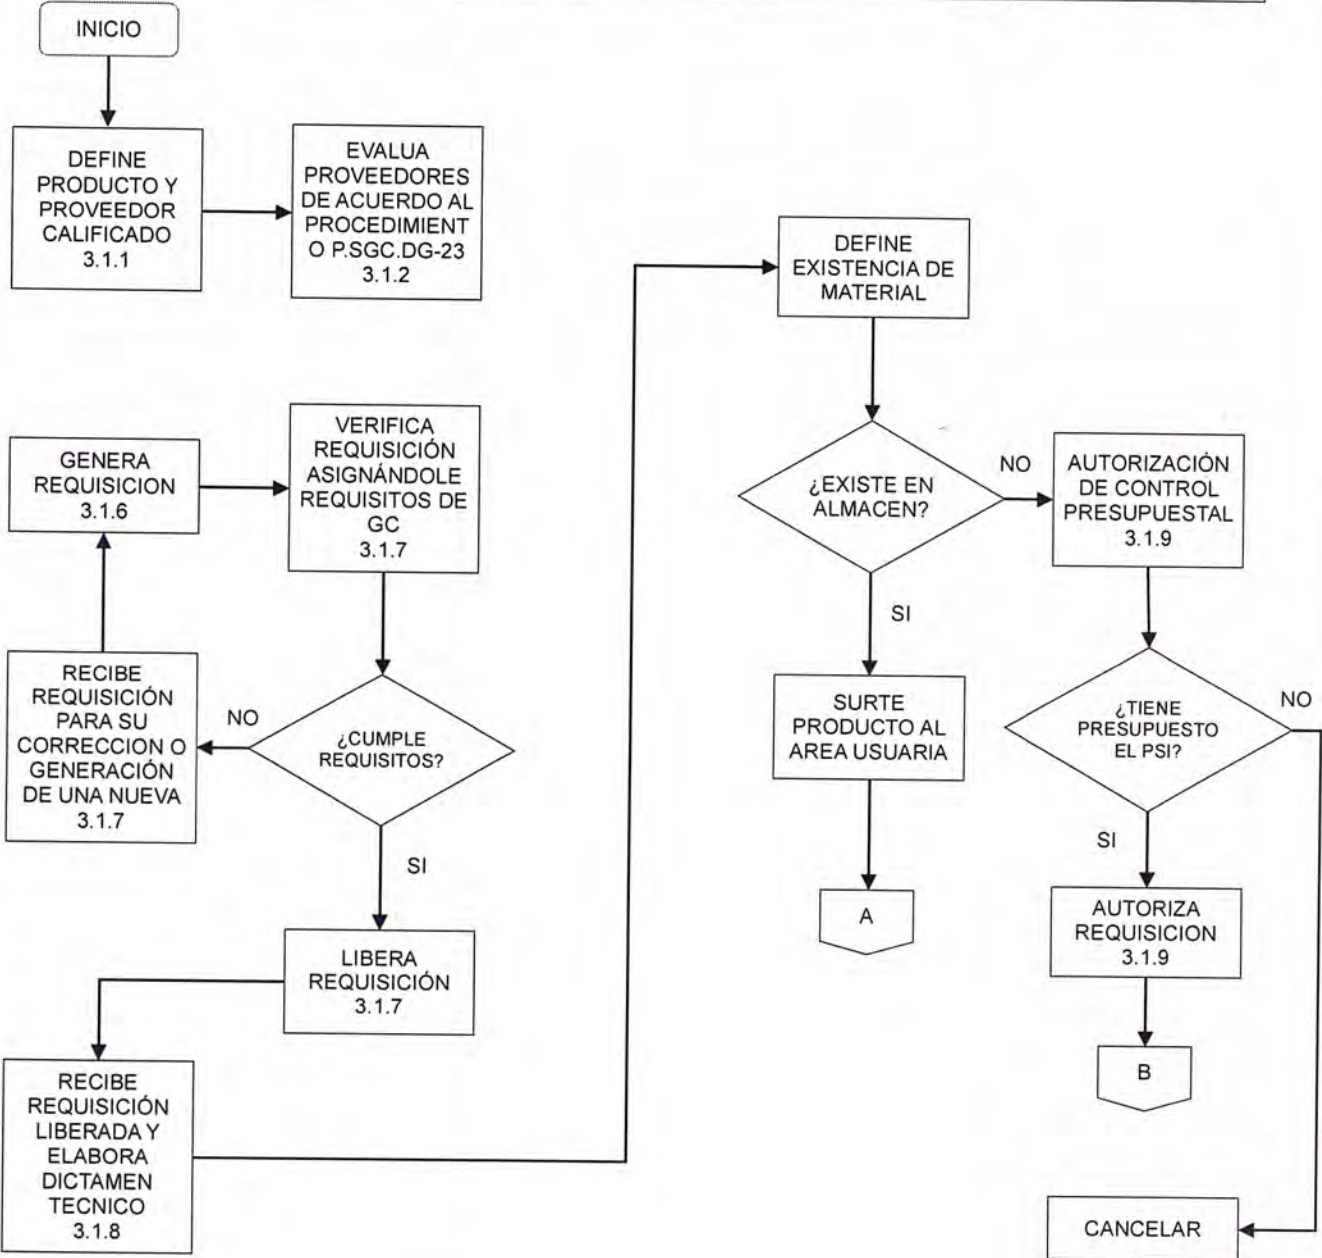 INICIO
DEFINE
PRODUCTO Y
PROVEEDOR
CALIFICADO
3.1.1
EVALUA
PROVEEDORES
DE ACUERDO AL
PROCEDIMIENT
O P.SGC.DG-23
3.1.2
GENERA
REQUISICION
3.1.6
VERIFICA
REQUISICIÓN
ASIGNÁNDOLE
REQUISITOS DE
GC
3.1.7
RECIBE
REQUISICIÓN
PARA SU
CORRECCION O
GENERACIÓN
DE UNA NUEVA
3.1.7
NO
¿CUMPLE
REQUISITOS?
SI
LIBERA
REQUISICIÓN
3.1.7
RECIBE
REQUISICIÓN
LIBERADA Y
ELABORA
DICTAMEN
TECNICO
3.1.8
DEFINE
EXISTENCIA DE
MATERIAL
¿EXISTE EN
ALMACEN?
NO
SI
SURTE
PRODUCTO AL
AREA USUARIA
A
AUTORIZACIÓN
DE CONTROL
PRESUPUESTAL
3.1.9
¿TIENE
PRESUPUESTO
EL PSI?
NO
SI
AUTORIZA
REQUISICION
3.1.9
B
CANCELAR